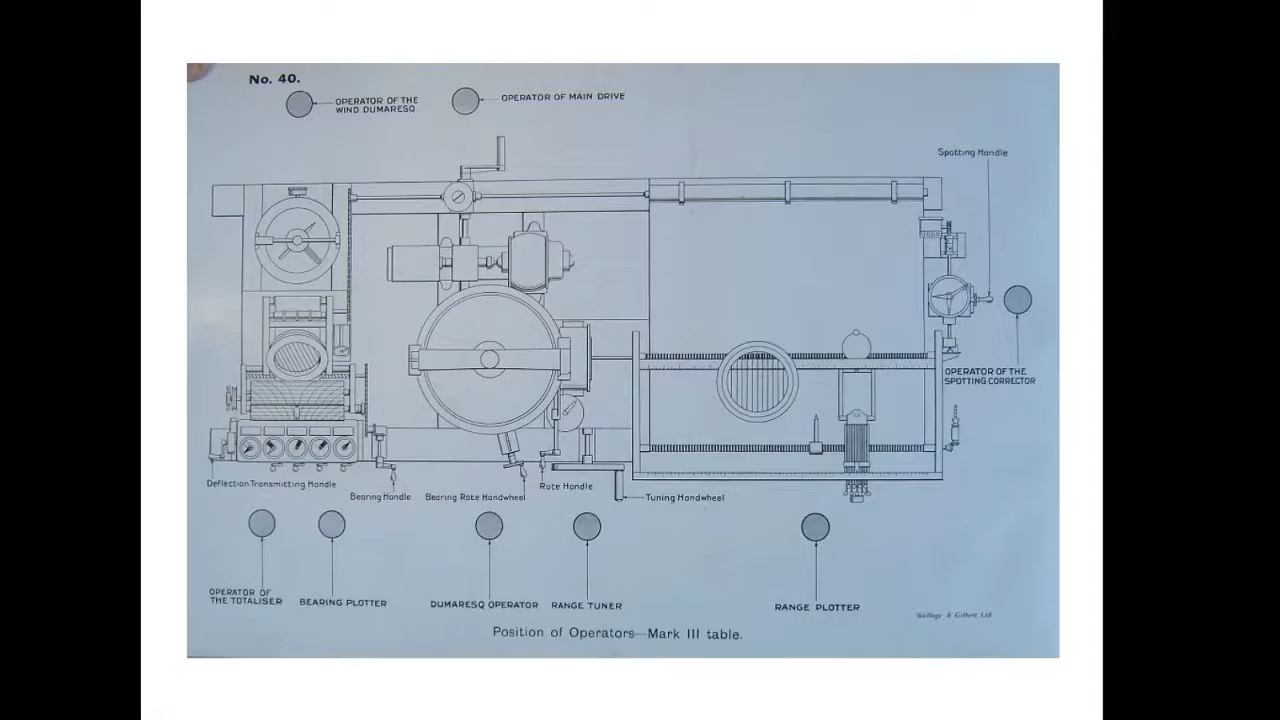 No. 40.
OPERATOR OF THE
WIND DUMARESQ
OPERATOR OF MAIN DRIVE
Spotting Handle
OPERATOR OF THE
SPOTTING CORRECTOR
Deflection Transmitting Handle
Bearing Handle
Bearing Rate Handwheel
Rate Handle
Tuning Handwheel
OPERATOR OF
THE TOTALISER
BEARING PLOTTER
DUMARESQ OPERATOR
RANGE TUNER
RANGE PLOTTER
Position of Operators—Mark III table.
& Gilbert Ltd